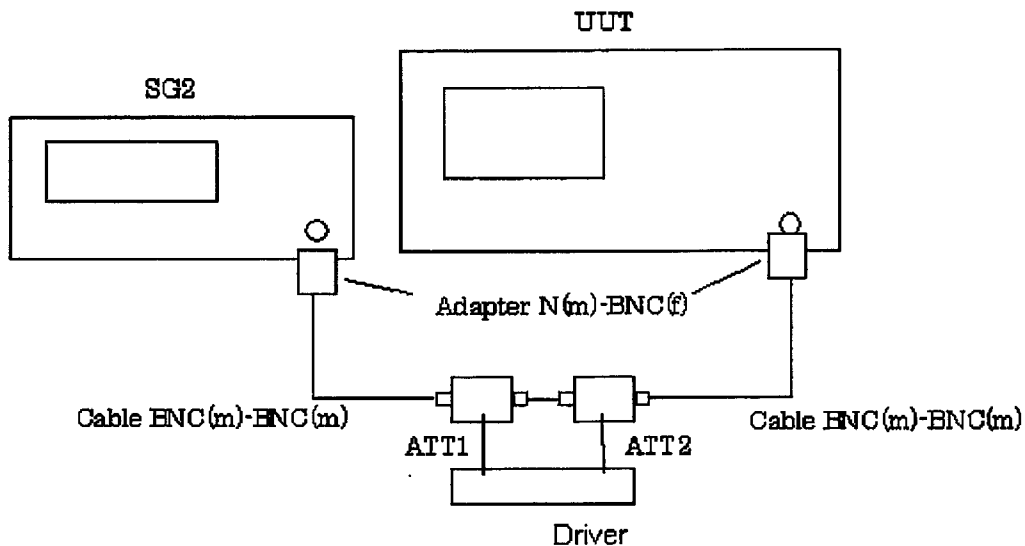 UUT
SG2
Adapter N(m)-BNC(f)
Cable BNC(m)-BNC(m)
Cable BNC(m)-BNC(m)
ATT1
ATT2
Driver